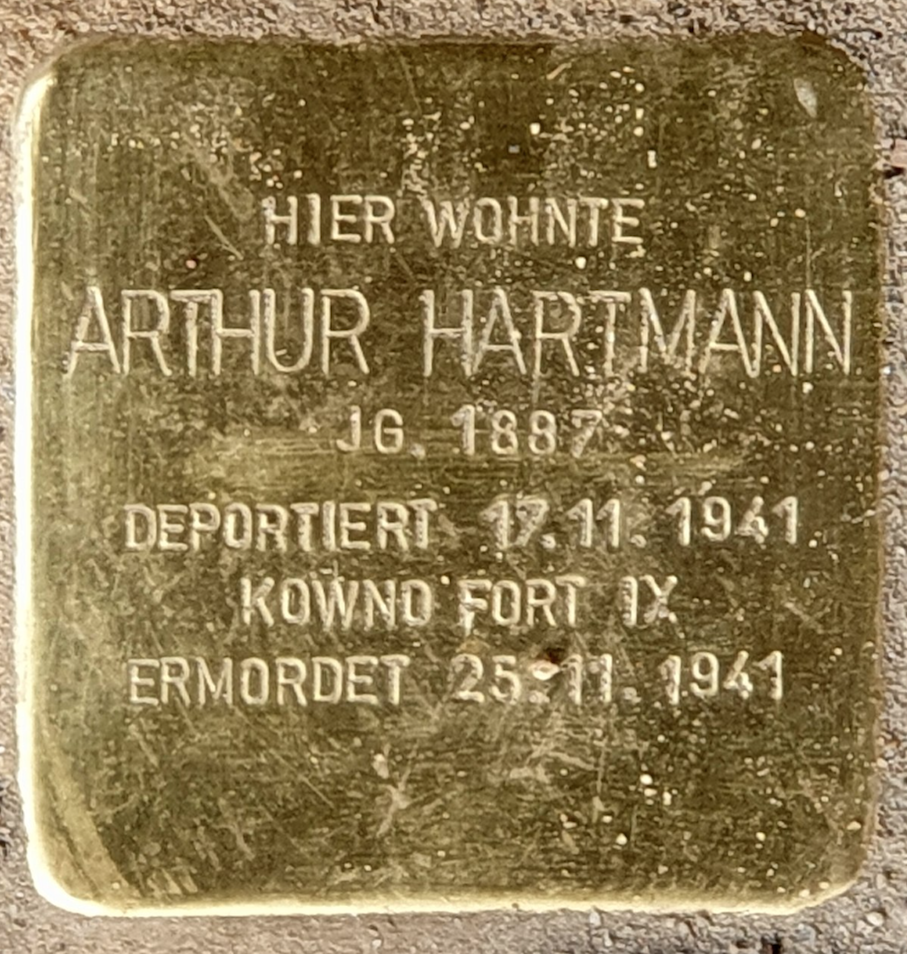 HIER WOHNTE
ARTHUR HARTMANN
JG. 1887
DEPORTIERT 17.11.1941
KOWNO FORT IX
ERMORDET 25.11.1941